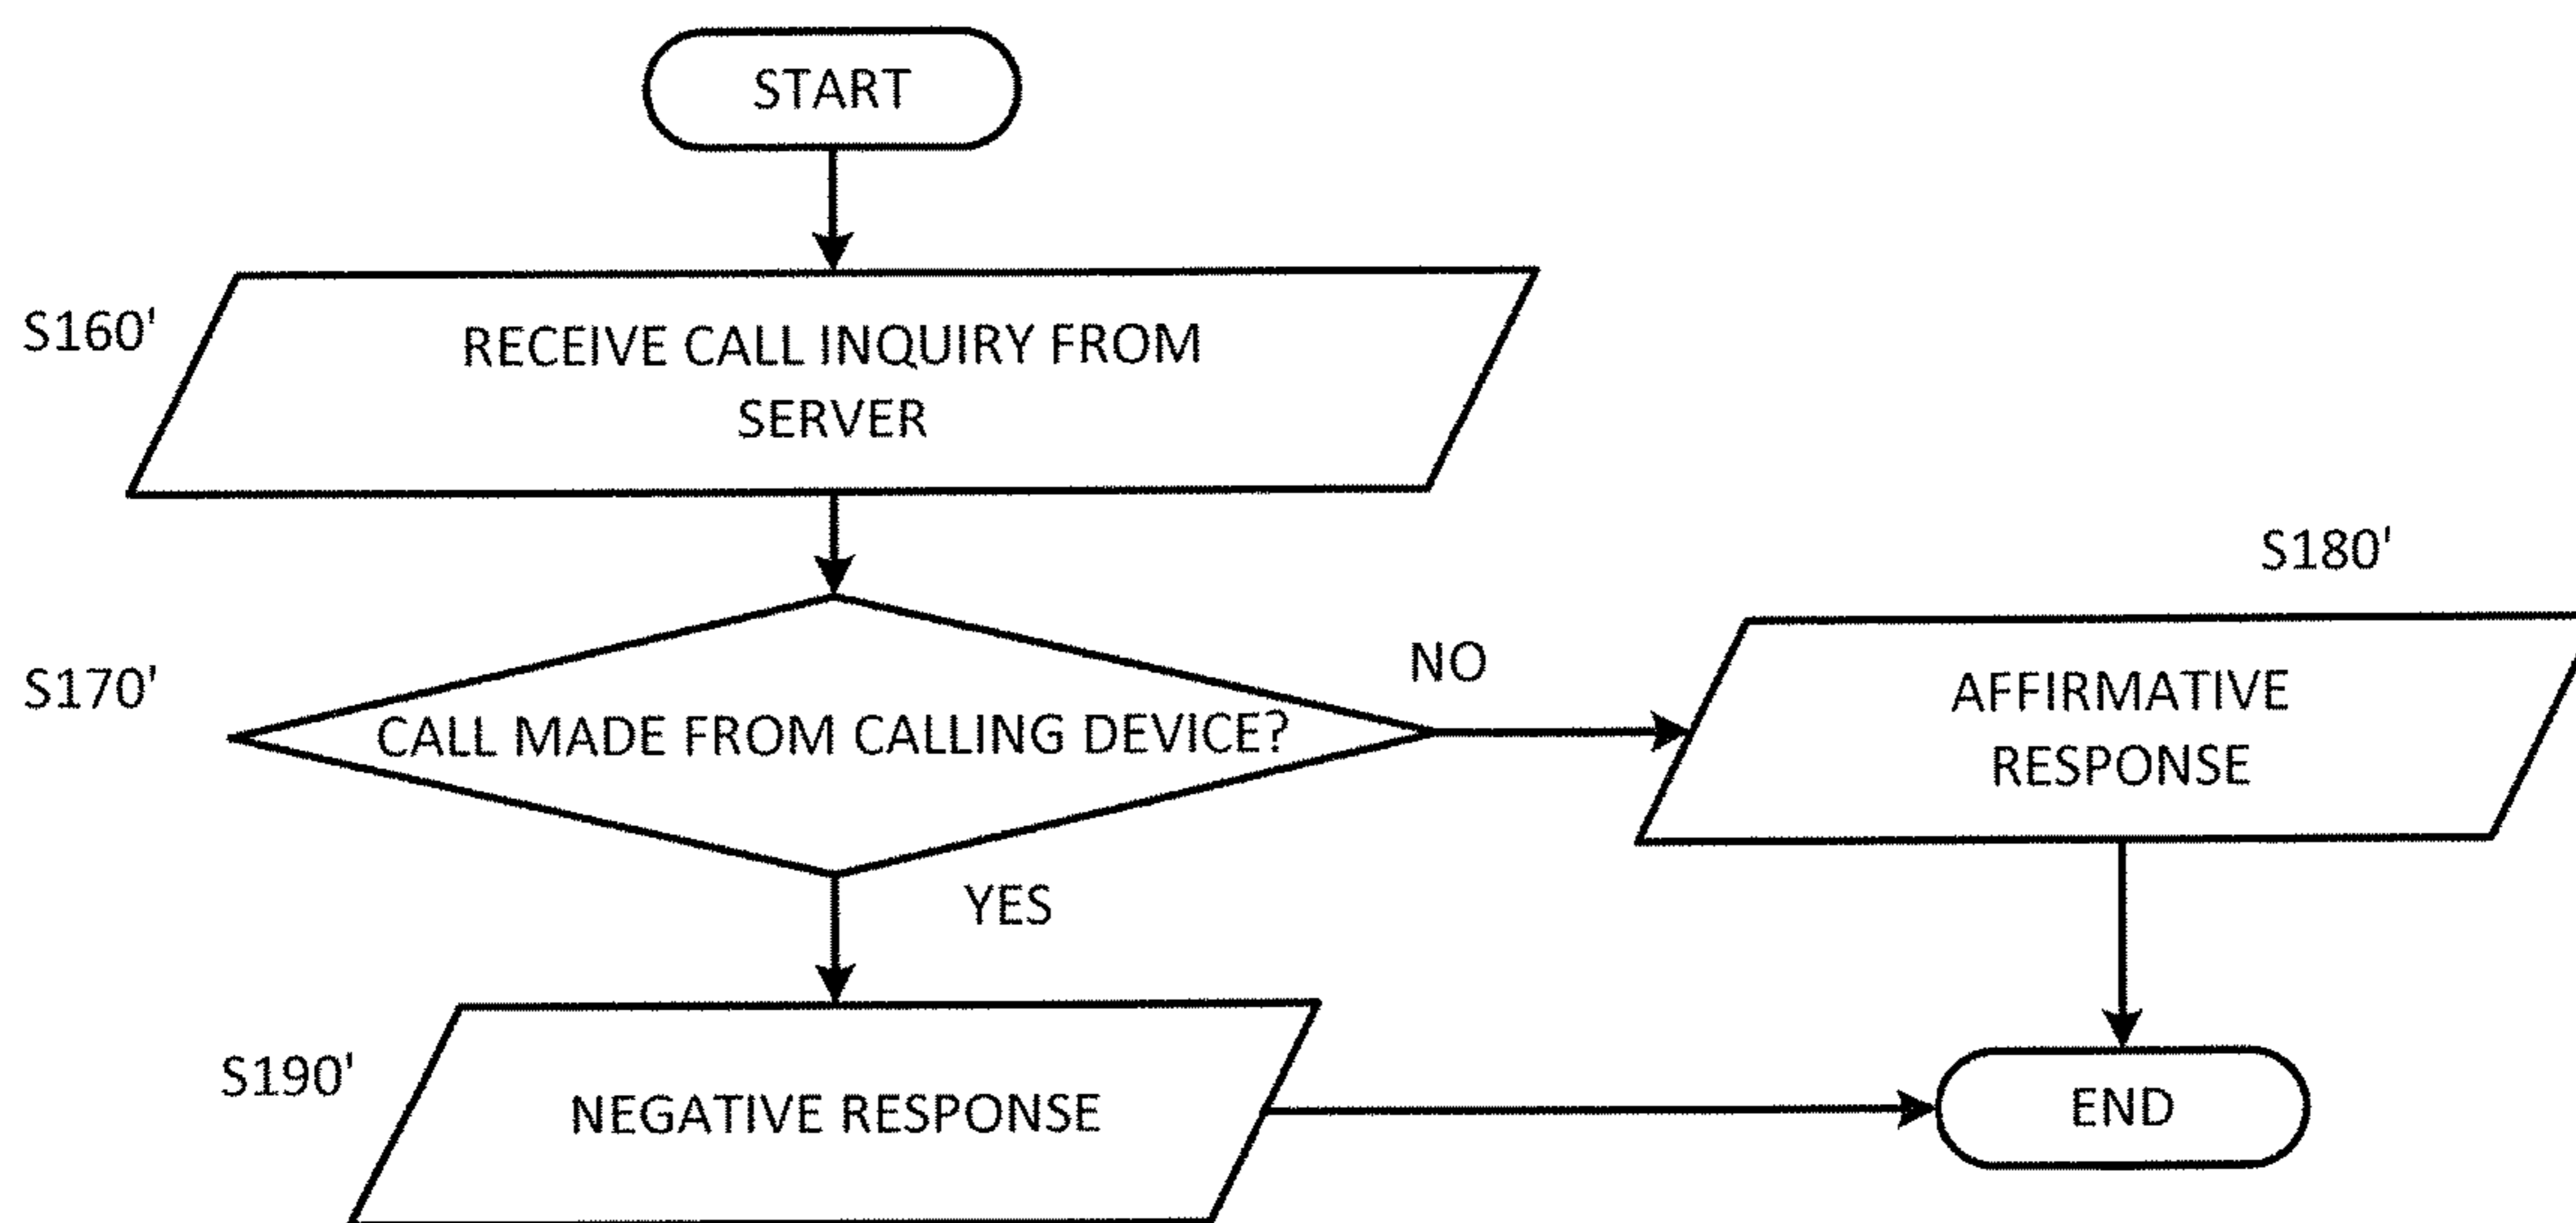 START
S160'
RECEIVE CALL INQUIRY FROM
SERVER
S180'
S170'
CALL MADE FROM CALLING DEVICE?
NO
AFFIRMATIVE
RESPONSE
YES
S190'
NEGATIVE RESPONSE
END